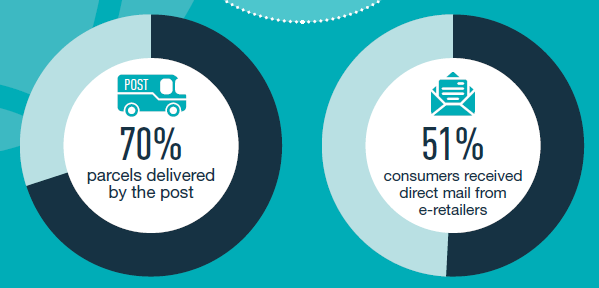 POST
70%
parcels delivered
by the post
51%
consumers received
direct mail from
e-retailers